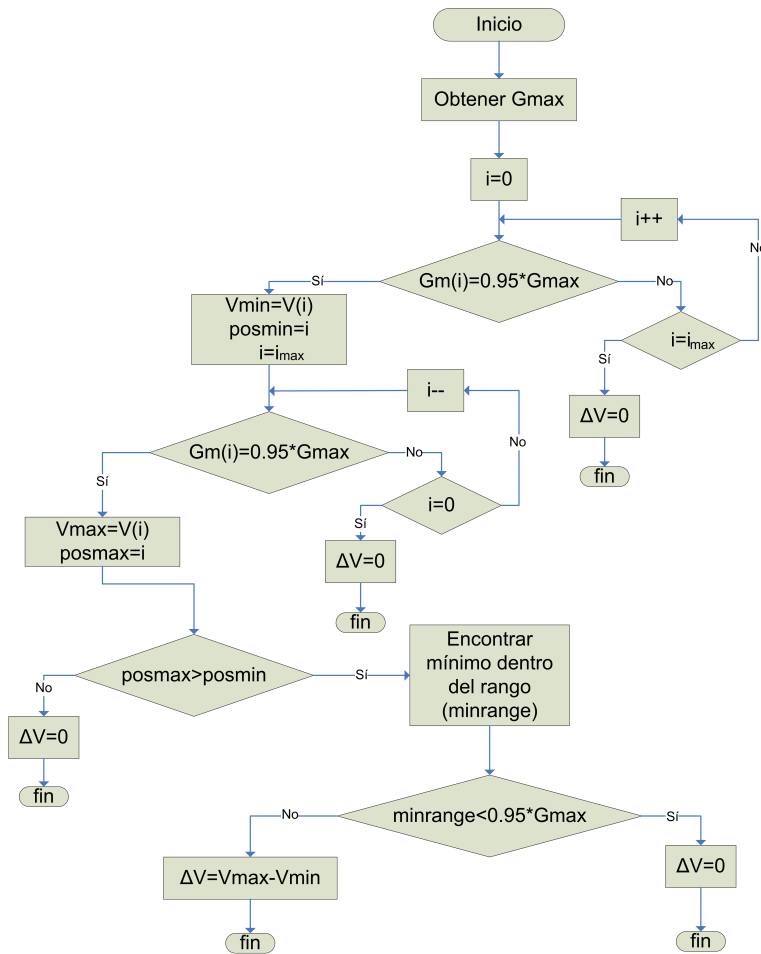 Inicio
Obtener Gmax
i=0
i++
No
Gm(i)=0.95*Gmax
Sí
No
Vmin=V(i)
posmin=i
i=imax
i=imax
Sí
ΔV=0
fin
i--
No
Gm(i)=0.95*Gmax
No
Sí
i=0
Sí
Vmax=V(i)
posmax=i
ΔV=0
fin
posmax>posmin
No
Sí
Encontrar
mínimo dentro
del rango
(minrange)
ΔV=0
fin
minrange<0.95*Gmax
No
Sí
ΔV=Vmax-Vmin
ΔV=0
fin
fin